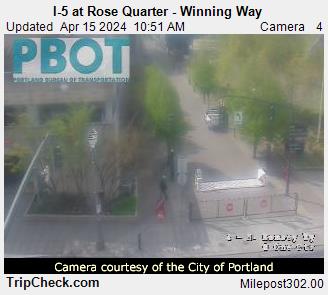 I-5 at Rose Quarter - Winning Way
Updated Apr 15 2024 10:51 AM Camera 4
PBOT
PORTLAND BUREAU OF TRANSPORTATION
Camera courtesy of the City of Portland
TripCheck.com Milepost302.00